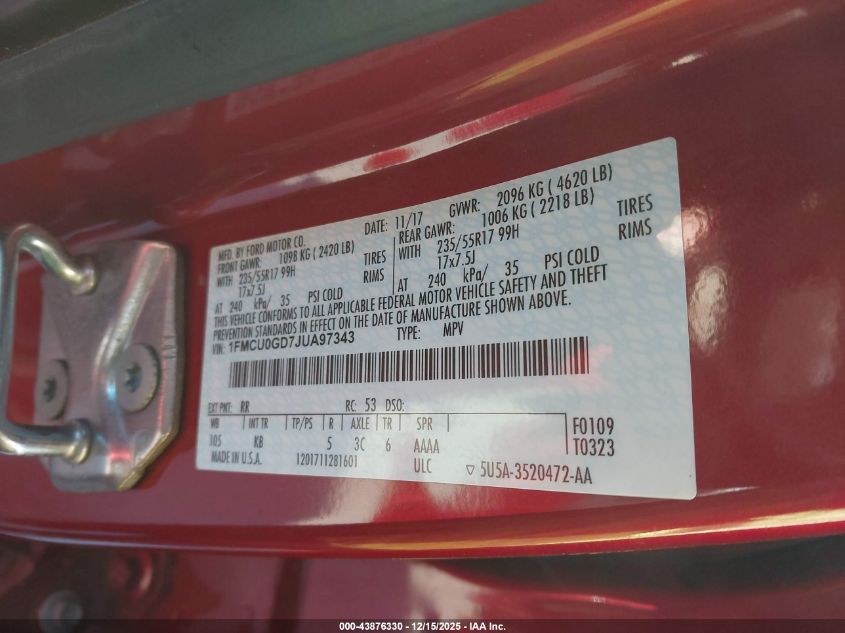 MFD. BY FORD MOTOR CO.
DATE: 11/17 GVWR: 2096 KG ( 4620 LB)
FRONT GAWR: 1098 KG ( 2420 LB) REAR GAWR: 1006 KG ( 2218 LB)
WITH 235/55R17 99H TIRES WITH 235/55R17 99H TIRES
17x7.5J RIMS 17x7.5J RIMS
AT 240 kPa/ 35 PSI COLD AT 240 kPa/ 35 PSI COLD
THIS VEHICLE CONFORMS TO ALL APPLICABLE FEDERAL MOTOR VEHICLE SAFETY AND THEFT
PREVENTION STANDARDS IN EFFECT ON THE DATE OF MANUFACTURE SHOWN ABOVE.
VIN: 1FMCU0GD7JUA97343 TYPE: MPV
EXT PNT: RR RC: 53 DSO:
WB INT TR TP/PS R AXLE TR SPR
105 KB 5 3C 6 AAAA
F0109
T0323
MADE IN U.S.A. 1201711281601 ULC ▽ 5U5A-3520472-AA
000-43876330 - 12/15/2025 - IAA Inc.